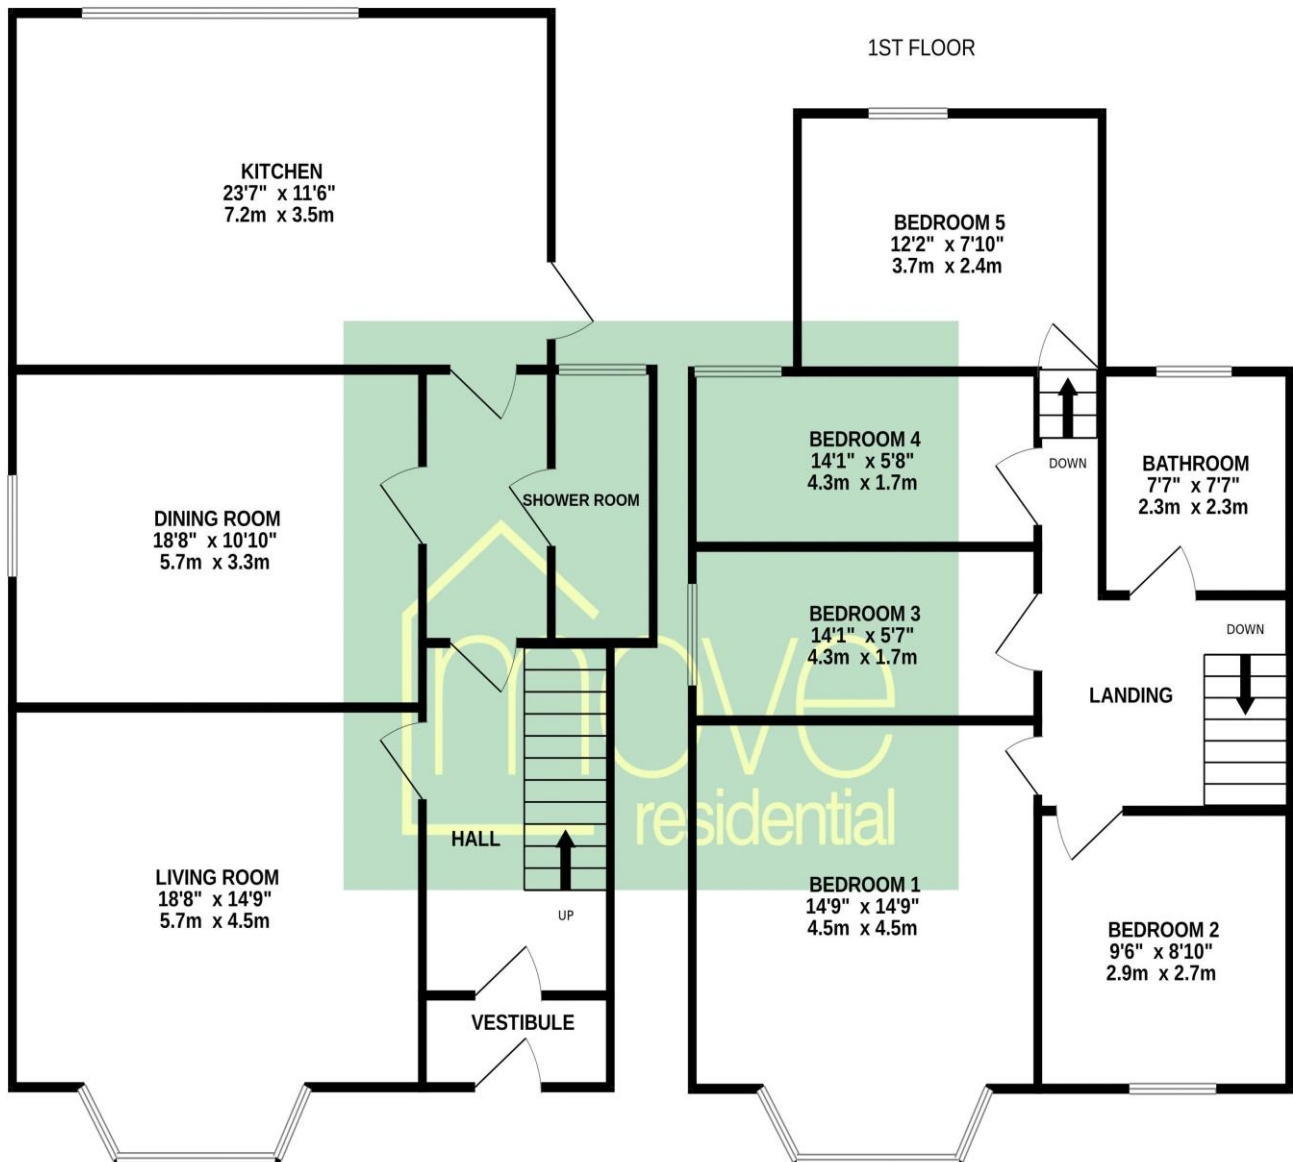 KITCHEN
23'7" x 11'6"
7.2m x 3.5m
DINING ROOM
18'8" x 10'10"
5.7m x 3.3m
SHOWER ROOM
LIVING ROOM
18'8" x 14'9"
5.7m x 4.5m
HALL
UP
VESTIBULE
1ST FLOOR
BEDROOM 5
12'2" x 7'10"
3.7m x 2.4m
BEDROOM 4
14'1" x 5'8"
4.3m x 1.7m
DOWN
BATHROOM
7'7" x 7'7"
2.3m x 2.3m
BEDROOM 3
14'1" x 5'7"
4.3m x 1.7m
DOWN
LANDING
BEDROOM 1
14'9" x 14'9"
4.5m x 4.5m
BEDROOM 2
9'6" x 8'10"
2.9m x 2.7m
move
residential